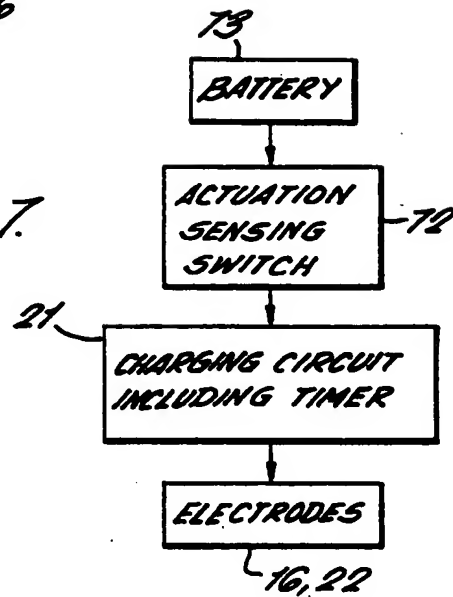 73
BATTERY
7.
ACTUATION
SENSING
SWITCH
72
21
CHARGING CIRCUIT
INCLUDING TIMER
ELECTRODES
16, 22